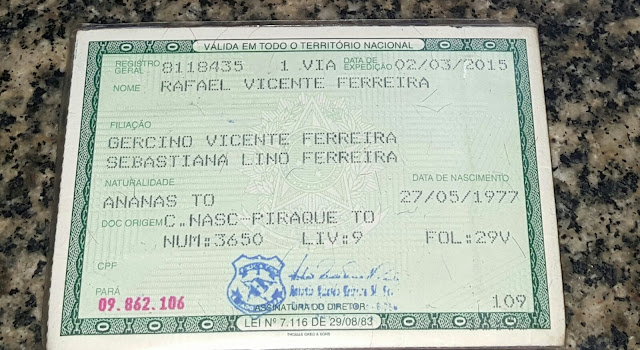 VÁLIDA EM TODO O TERRITÓRIO NACIONAL
REGISTRO GERAL 8118435 1 VIA DATA DE EXPEDIÇÃO 02/03/2015
NOME RAFAEL VICENTE FERREIRA
FILIAÇÃO
GERCINO VICENTE FERREIRA
SEBASTIANA LINO FERREIRA
NATURALIDADE DATA DE NASCIMENTO
ANANAS TO 27/05/1977
DOC ORIGEM C.NASC-PIRAQUE TO
NUM:3650 LIV:9 FOL:29V
CPF
PARÁ
09.862.106 109
ASSINATURA DO DIRETOR
LEI Nº 7.116 DE 29/08/83